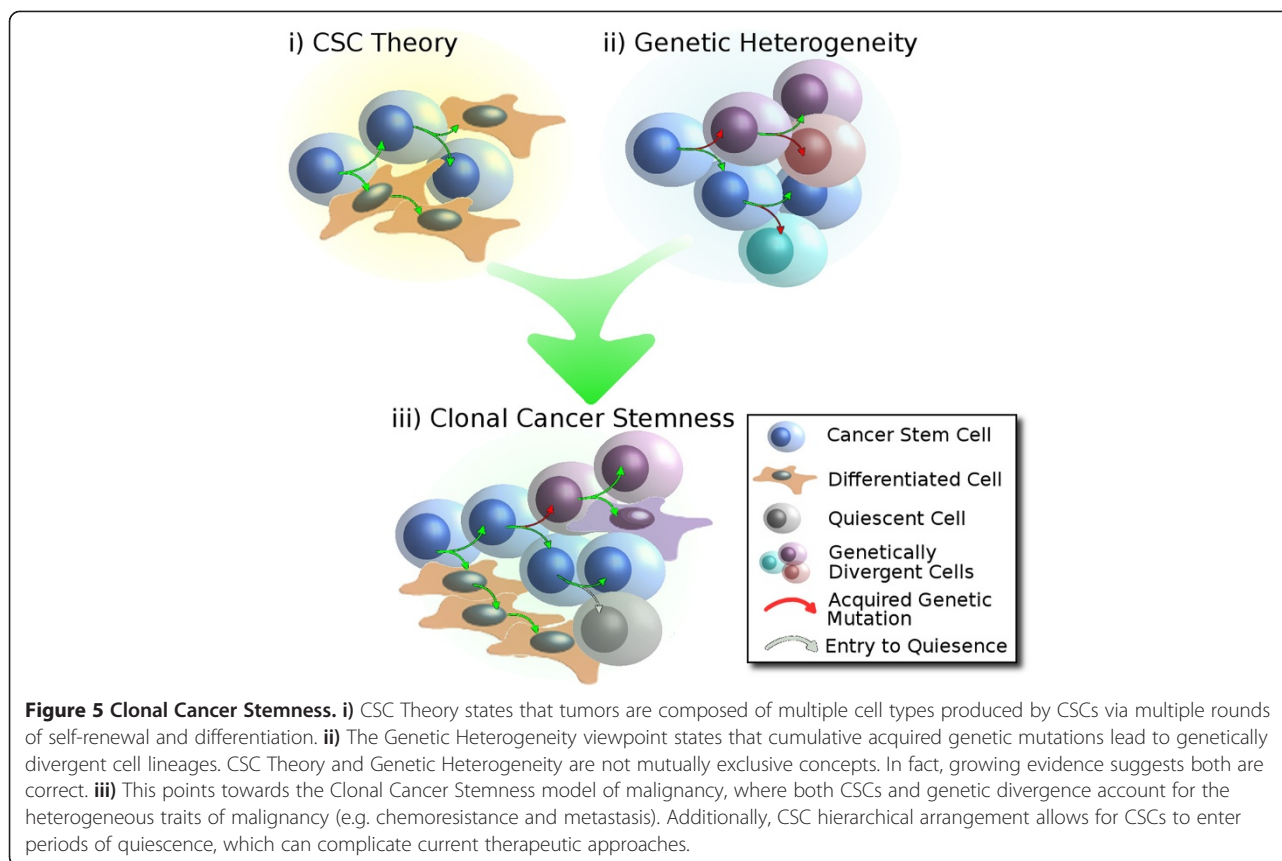 i) CSC Theory
ii) Genetic Heterogeneity
iii) Clonal Cancer Stemness
Cancer Stem Cell
Differentiated Cell
Quiescent Cell
Genetically
Divergent Cells
Acquired Genetic
Mutation
Entry to Quiesence
Figure 5 Clonal Cancer Stemness. i) CSC Theory states that tumors are composed of multiple cell types produced by CSCs via multiple rounds
of self-renewal and differentiation. ii) The Genetic Heterogeneity viewpoint states that cumulative acquired genetic mutations lead to genetically
divergent cell lineages. CSC Theory and Genetic Heterogeneity are not mutually exclusive concepts. In fact, growing evidence suggests both are
correct. iii) This points towards the Clonal Cancer Stemness model of malignancy, where both CSCs and genetic divergence account for the
heterogeneous traits of malignancy (e.g. chemoresistance and metastasis). Additionally, CSC hierarchical arrangement allows for CSCs to enter
periods of quiescence, which can complicate current therapeutic approaches.